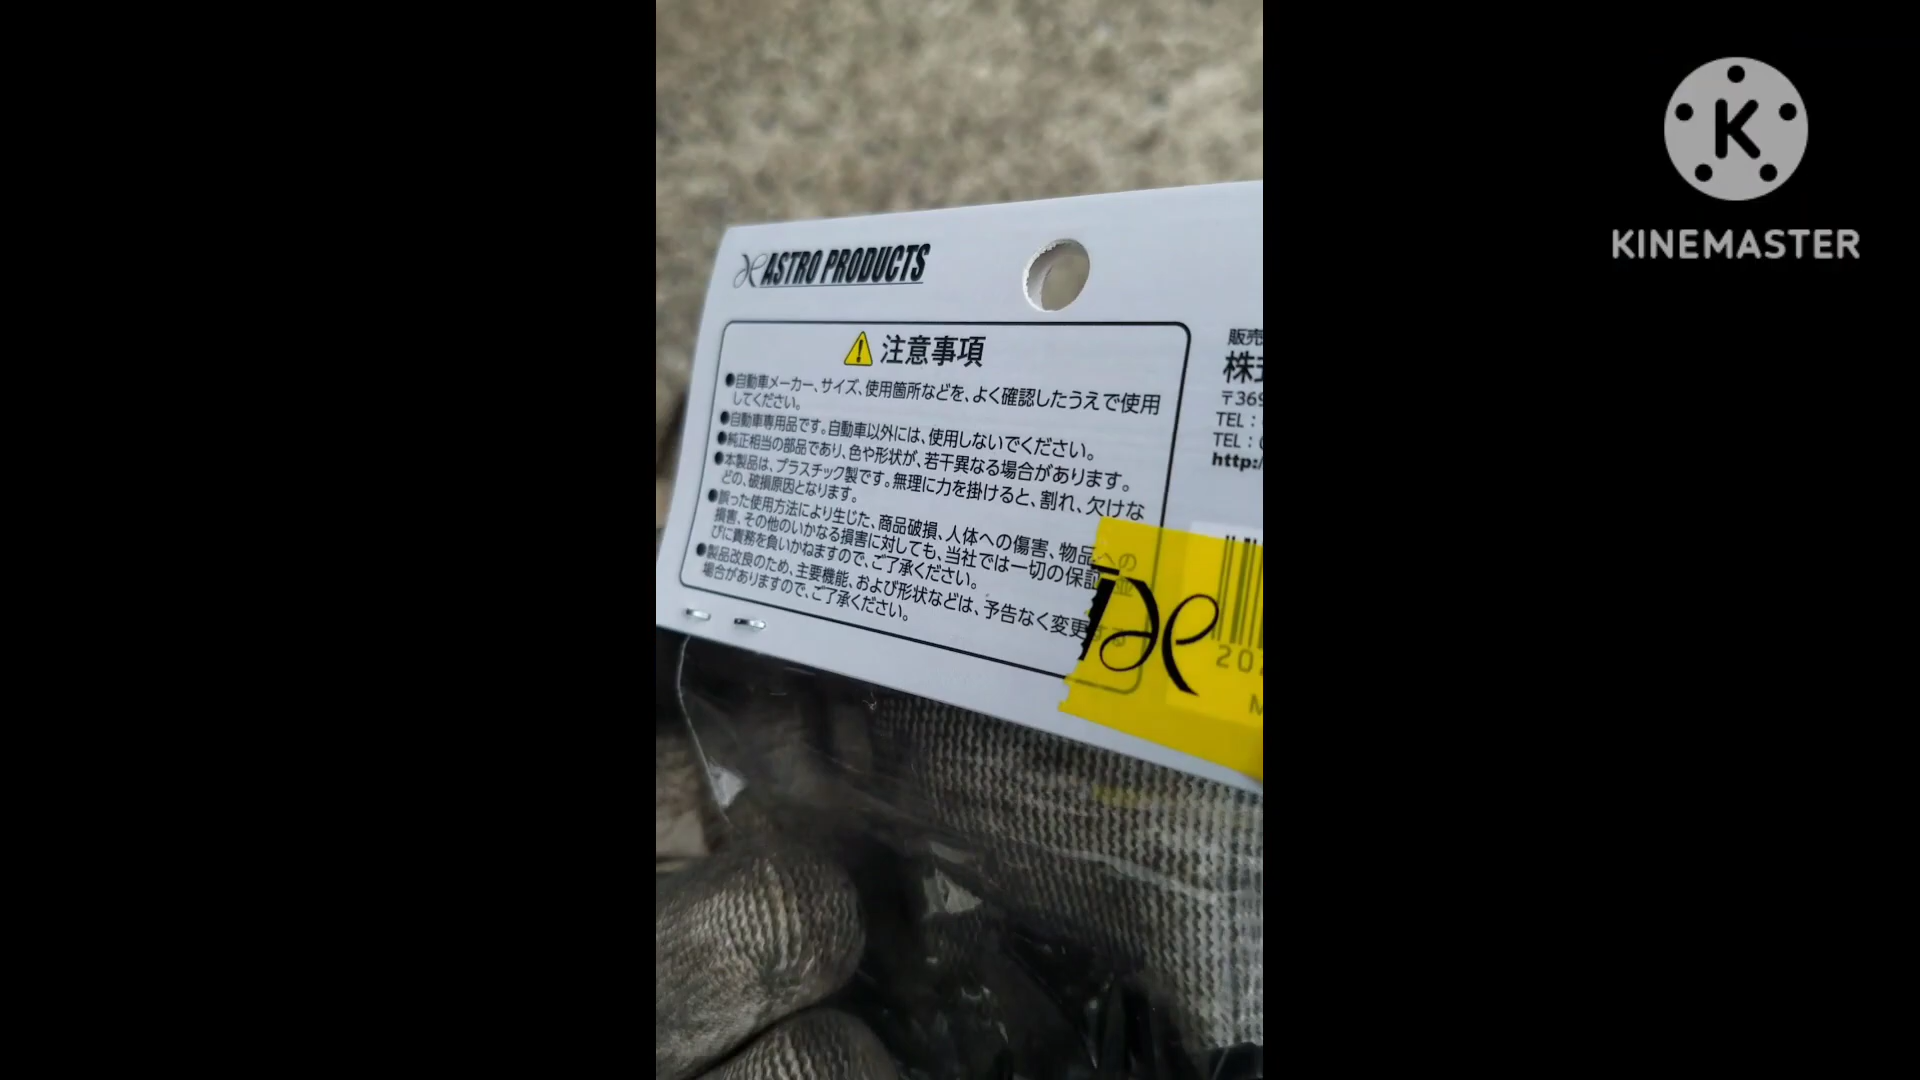 ASTRO PRODUCTS
注意事項
●自動車メーカー、サイズ、使用箇所などを、よく確認したうえで使用
してください。
●自動車専用品です。自動車以外には、使用しないでください。
●純正相当の部品であり、色や形状が、若干異なる場合があります。
●本製品は、プラスチック製です。無理に力を掛けると、割れ、欠けな
どの、破損原因となります。
●誤った使用方法により生じた、商品破損、人体への傷害、物品への
損害、その他のいかなる損害に対しても、当社では一切の保証並
びに責務を負いかねますので、ご了承ください。
●製品改良のため、主要機能、および形状などは、予告なく変更する
場合がありますので、ご了承ください。
販売
株式
〒369
TEL：
TEL：
http:/
20
M
K
KINEMASTER